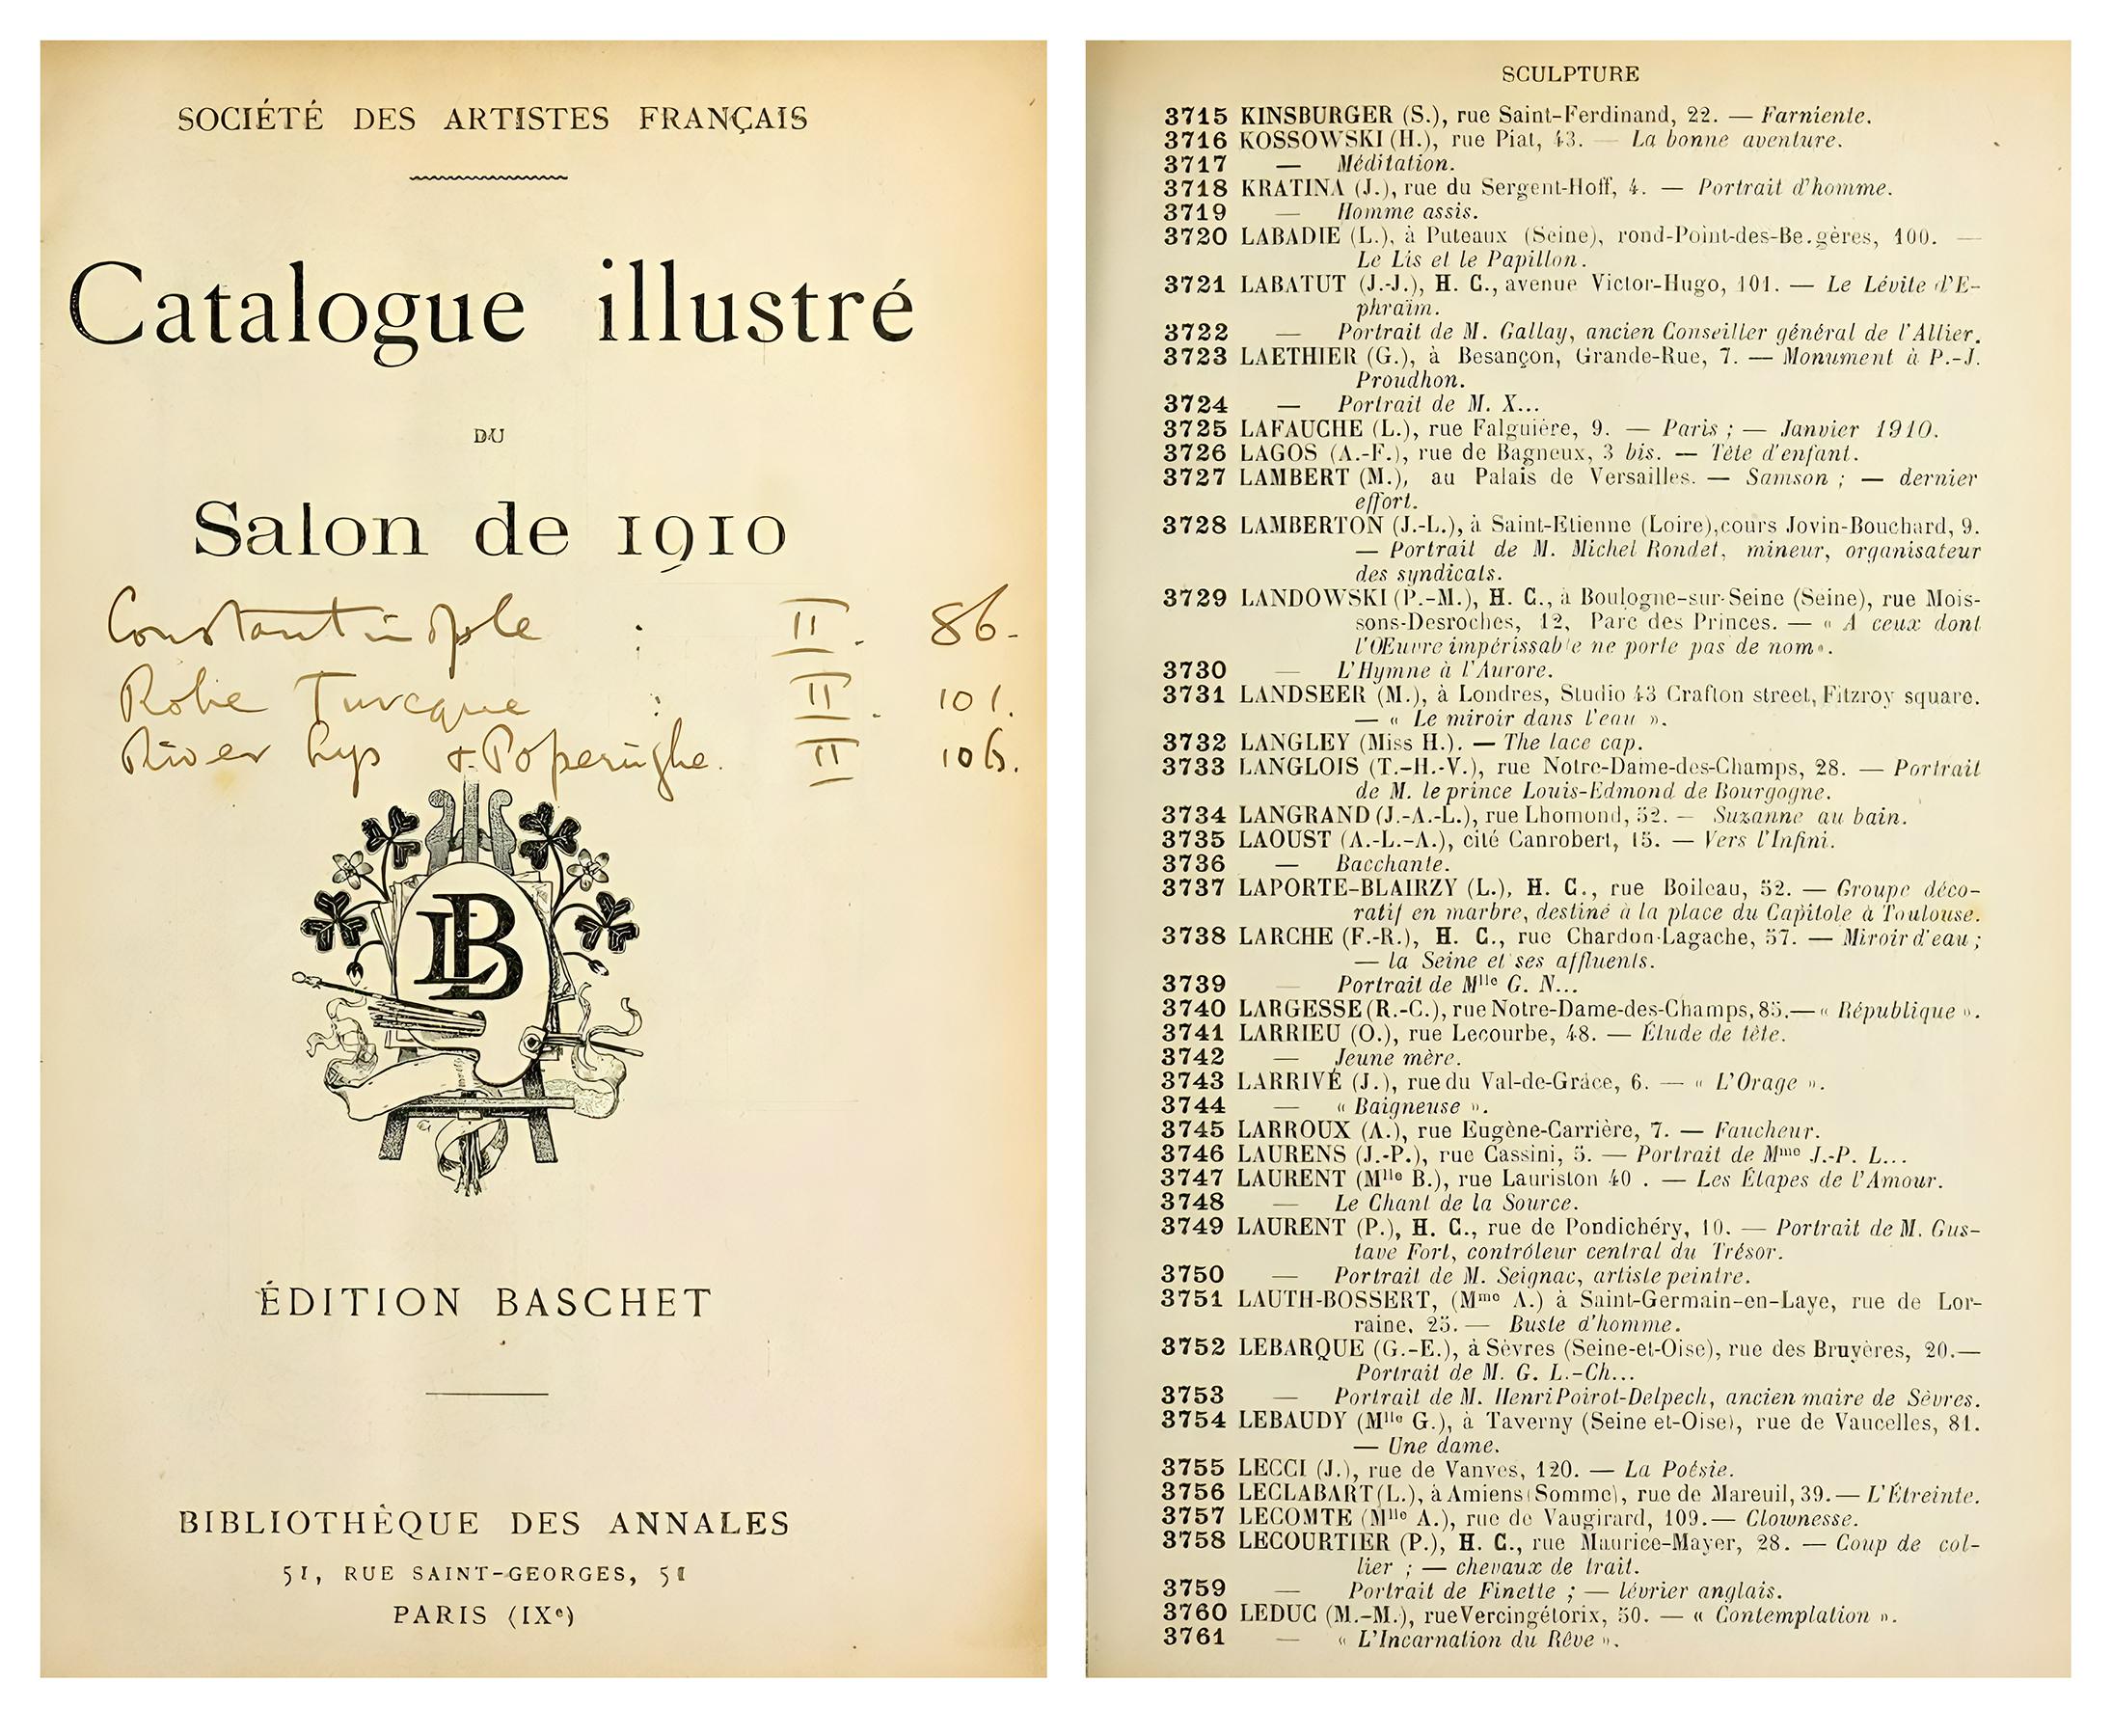 SOCIÉTÉ DES ARTISTES FRANÇAIS
Catalogue illustré
DU
Salon de 1910
Constantinople : II. 86.
Robe Turcque : II. 101.
River Lys & Poperinghe. II 106.
LB
ÉDITION BASCHET
BIBLIOTHÈQUE DES ANNALES
51, RUE SAINT-GEORGES, 51
PARIS (IXe)
SCULPTURE
3715 KINSBURGER (S.), rue Saint-Ferdinand, 22. — Farniente.
3716 KOSSOWSKI (H.), rue Piat, 43. — La bonne aventure.
3717 — Méditation.
3718 KRATINA (J.), rue du Sergent-Hoff, 4. — Portrait d'homme.
3719 — Homme assis.
3720 LABADIE (L.), à Puteaux (Seine), rond-Point-des-Be.gères, 100. —
Le Lis et le Papillon.
3721 LABATUT (J.-J.), H. C., avenue Victor-Hugo, 101. — Le Lévite d'E-
phraïm.
3722 — Portrait de M. Gallay, ancien Conseiller général de l'Allier.
3723 LAETHIER (G.), à Besançon, Grande-Rue, 7. — Monument à P.-J.
Proudhon.
3724 — Portrait de M. X...
3725 LAFAUCHE (L.), rue Falguière, 9. — Paris ; — Janvier 1910.
3726 LAGOS (A.-F.), rue de Bagneux, 3 bis. — Tête d'enfant.
3727 LAMBERT (M.), au Palais de Versailles. — Samson ; — dernier
effort.
3728 LAMBERTON (J.-L.), à Saint-Etienne (Loire), cours Jovin-Bouchard, 9.
— Portrait de M. Michel Rondet, mineur, organisateur
des syndicats.
3729 LANDOWSKI (P.-M.), H. C., à Boulogne-sur-Seine (Seine), rue Mois-
sons-Desroches, 12, Parc des Princes. — « A ceux dont
l'Œuvre impérissable ne porte pas de nom ».
3730 — L'Hymne à l'Aurore.
3731 LANDSEER (M.), à Londres, Studio 43 Crafton street, Fitzroy square.
— « Le miroir dans l'eau ».
3732 LANGLEY (Miss H.). — The lace cap.
3733 LANGLOIS (T.-H.-V.), rue Notre-Dame-des-Champs, 28. — Portrait
de M. le prince Louis-Edmond de Bourgogne.
3734 LANGRAND (J.-A.-L.), rue Lhomond, 52. — Suzanne au bain.
3735 LAOUST (A.-L.-A.), cité Canrobert, 15. — Vers l'Infini.
3736 — Bacchante.
3737 LAPORTE-BLAIRZY (L.), H. C., rue Boileau, 52. — Groupe déco-
ratif en marbre, destiné à la place du Capitole à Toulouse.
3738 LARCHE (F.-R.), H. C., rue Chardon-Lagache, 57. — Miroir d'eau ;
— la Seine et ses affluents.
3739 — Portrait de Mlle G. N...
3740 LARGESSE (R.-C.), rue Notre-Dame-des-Champs, 85. — « République ».
3741 LARRIEU (O.), rue Lecourbe, 48. — Étude de tête.
3742 — Jeune mère.
3743 LARRIVÉ (J.), rue du Val-de-Grâce, 6. — « L'Orage ».
3744 — « Baigneuse ».
3745 LARROUX (A.), rue Eugène-Carrière, 7. — Faucheur.
3746 LAURENS (J.-P.), rue Cassini, 5. — Portrait de Mme J.-P. L...
3747 LAURENT (Mlle B.), rue Lauriston 40 . — Les Étapes de l'Amour.
3748 — Le Chant de la Source.
3749 LAURENT (P.), H. C., rue de Pondichéry, 10. — Portrait de M. Gus-
tave Fort, contrôleur central du Trésor.
3750 — Portrait de M. Seignac, artiste peintre.
3751 LAUTH-BOSSERT, (Mme A.) à Saint-Germain-en-Laye, rue de Lor-
raine, 25. — Buste d'homme.
3752 LEBARQUE (G.-E.), à Sèvres (Seine-et-Oise), rue des Bruyères, 20. —
Portrait de M. G. L.-Ch...
3753 — Portrait de M. Henri Poirot-Delpech, ancien maire de Sèvres.
3754 LEBAUDY (Mlle G.), à Taverny (Seine et-Oise), rue de Vaucelles, 81.
— Une dame.
3755 LECCI (J.), rue de Vanves, 120. — La Poésie.
3756 LECLABART (L.), à Amiens (Somme), rue de Mareuil, 39. — L'Étreinte.
3757 LECOMTE (Mlle A.), rue de Vaugirard, 109. — Clownesse.
3758 LECOURTIER (P.), H. C., rue Maurice-Mayer, 28. — Coup de col-
lier ; — chevaux de trait.
3759 — Portrait de Finette ; — lévrier anglais.
3760 LEDUC (M.-M.), rue Vercingétorix, 50. — « Contemplation ».
3761 — « L'Incarnation du Rêve ».